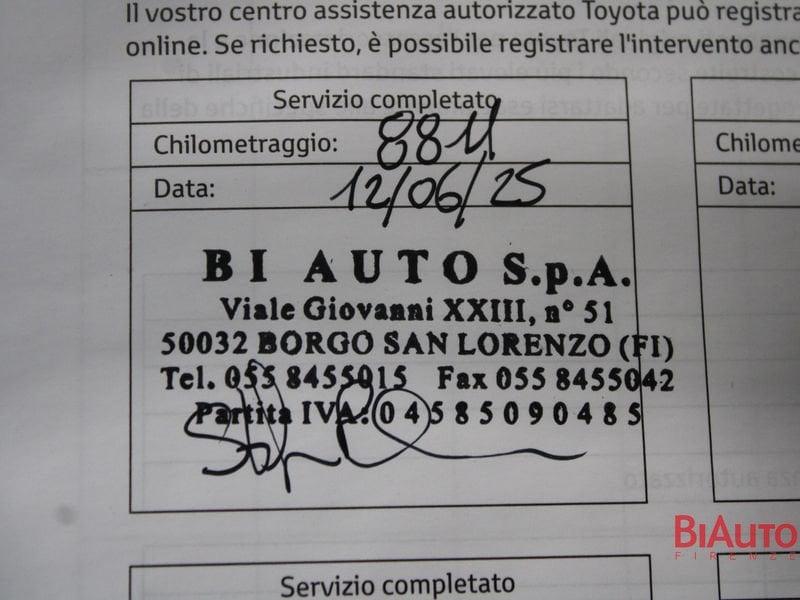 Il vostro centro assistenza autorizzato Toyota può registra
online. Se richiesto, è possibile registrare l'intervento anc
Servizio completato
Chilometraggio:
Data: 12/06/25
BI AUTO S.p.A.
Viale Giovanni XXIII, n° 51
50032 BORGO SAN LORENZO (FI)
Tel. 055 8455015 Fax 055 8455042
Partita IVA: 04585090485
Chilome
Data:
Servizio completato
BIAUTO
FIRENZE